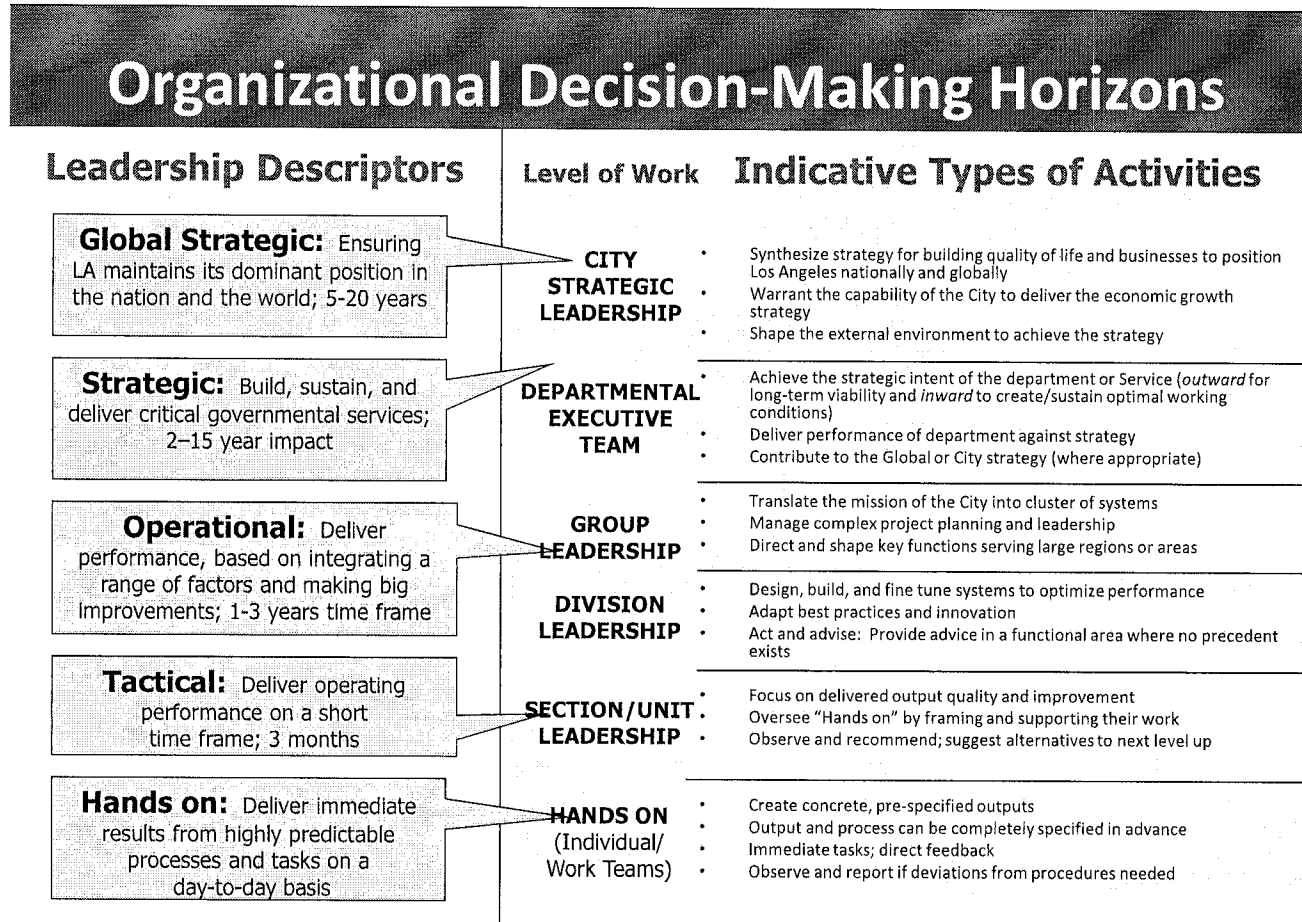 Organizational Decision-Making Horizons
Leadership Descriptors
Level of Work
Indicative Types of Activities
Global Strategic: Ensuring
LA maintains its dominant position in
the nation and the world; 5-20 years
CITY
STRATEGIC
LEADERSHIP
• Synthesize strategy for building quality of life and businesses to position
Los Angeles nationally and globally
• Warrant the capability of the City to deliver the economic growth
strategy
• Shape the external environment to achieve the strategy
Strategic: Build, sustain, and
deliver critical governmental services;
2–15 year impact
DEPARTMENTAL
EXECUTIVE
TEAM
• Achieve the strategic intent of the department or Service (outward for
long-term viability and inward to create/sustain optimal working
conditions)
• Deliver performance of department against strategy
• Contribute to the Global or City strategy (where appropriate)
Operational: Deliver
performance, based on integrating a
range of factors and making big
improvements; 1-3 years time frame
GROUP
LEADERSHIP
• Translate the mission of the City into cluster of systems
• Manage complex project planning and leadership
• Direct and shape key functions serving large regions or areas
DIVISION
LEADERSHIP
• Design, build, and fine tune systems to optimize performance
• Adapt best practices and innovation
• Act and advise: Provide advice in a functional area where no precedent
exists
Tactical: Deliver operating
performance on a short
time frame; 3 months
SECTION/UNIT
LEADERSHIP
• Focus on delivered output quality and improvement
• Oversee "Hands on" by framing and supporting their work
• Observe and recommend; suggest alternatives to next level up
Hands on: Deliver immediate
results from highly predictable
processes and tasks on a
day-to-day basis
HANDS ON
(Individual/
Work Teams)
• Create concrete, pre-specified outputs
• Output and process can be completely specified in advance
• Immediate tasks; direct feedback
• Observe and report if deviations from procedures needed